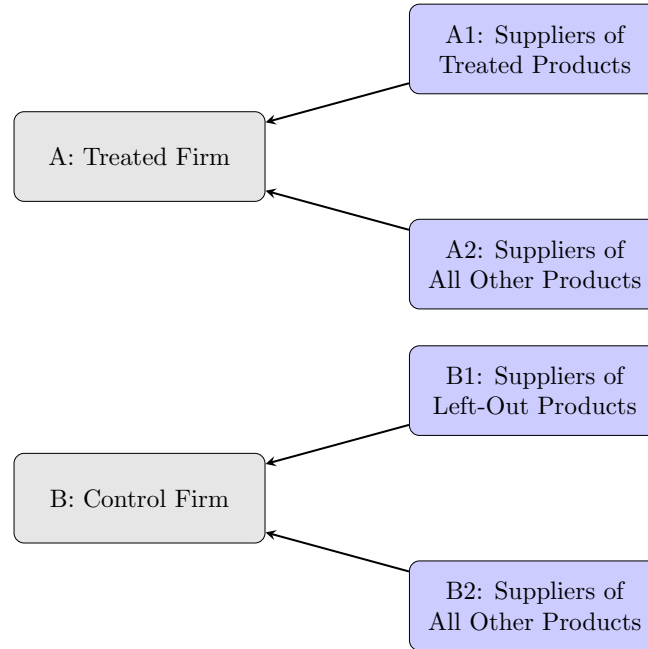 A1: Suppliers of
Treated Products
A: Treated Firm
A2: Suppliers of
All Other Products
B1: Suppliers of
Left-Out Products
B: Control Firm
B2: Suppliers of
All Other Products